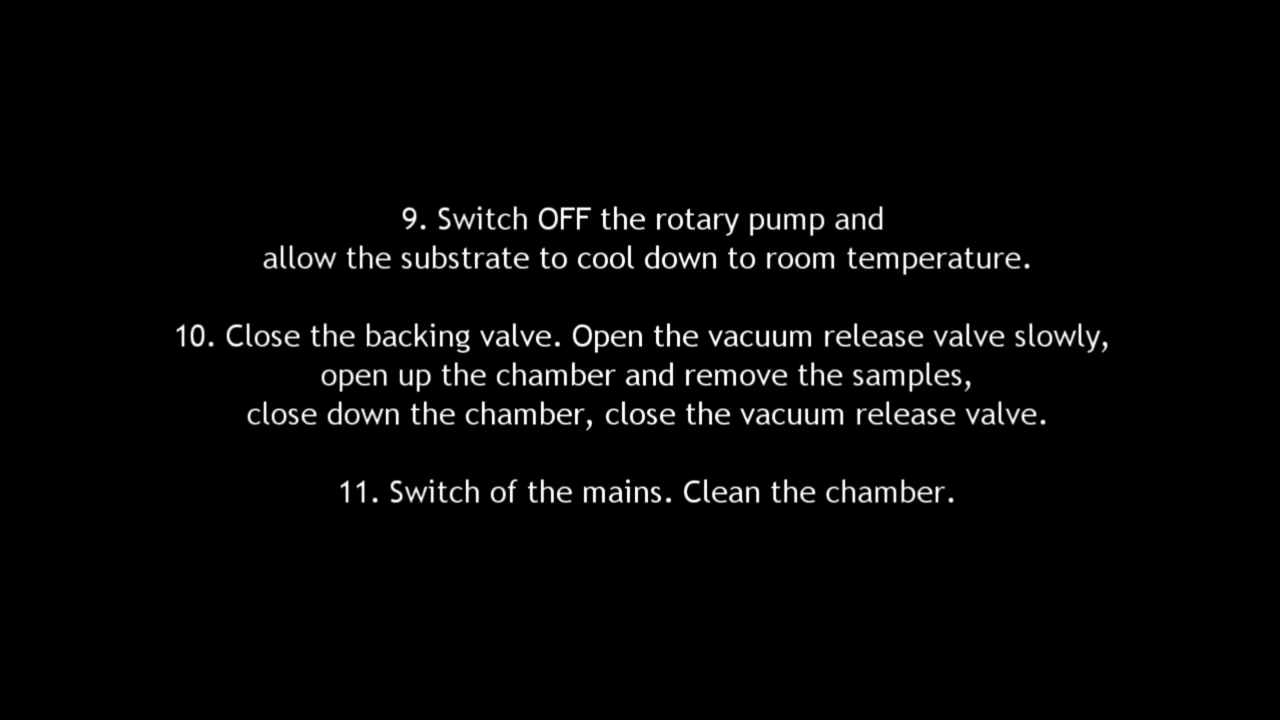 9. Switch OFF the rotary pump and
allow the substrate to cool down to room temperature.
10. Close the backing valve. Open the vacuum release valve slowly,
open up the chamber and remove the samples,
close down the chamber, close the vacuum release valve.
11. Switch of the mains. Clean the chamber.